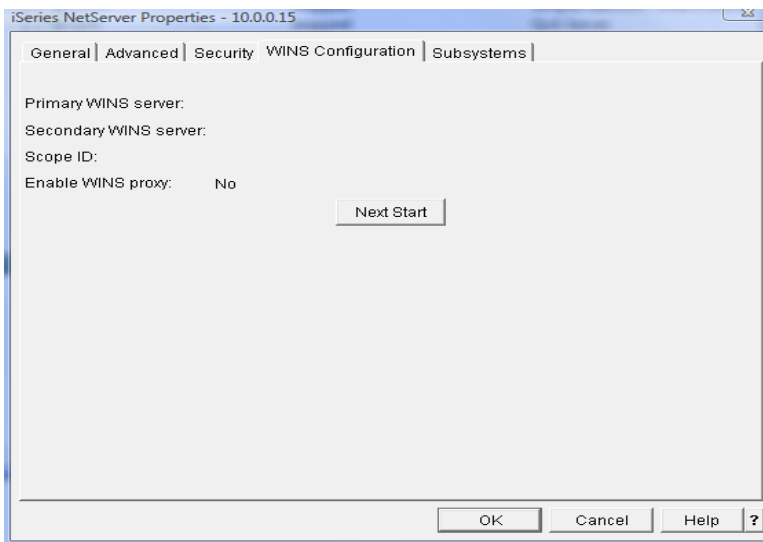 iSeries NetServer Properties - 10.0.0.15
General Advanced Security WINS Configuration Subsystems
Primary WINS server:
Secondary WINS server:
Scope ID:
Enable WINS proxy: No
Next Start
OK Cancel Help ?